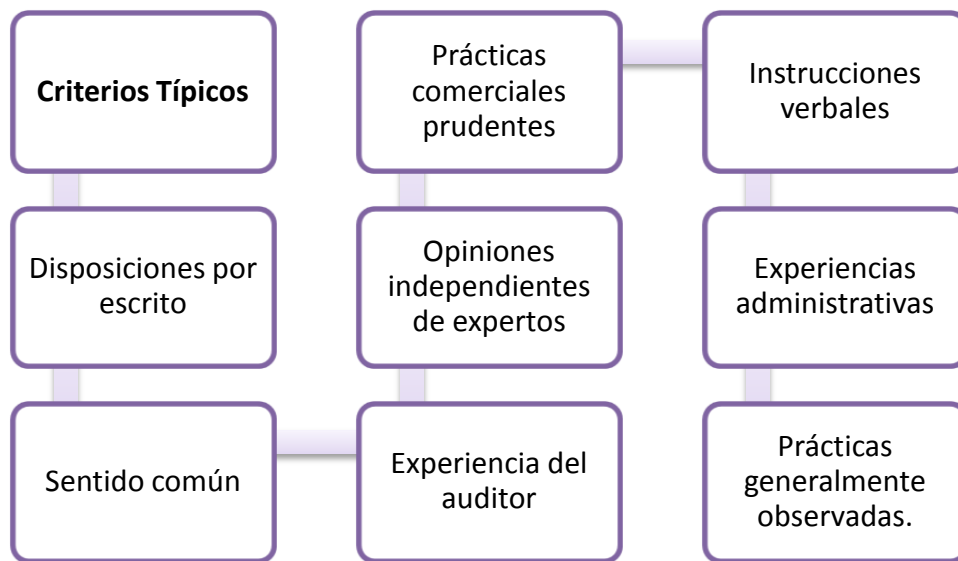 Criterios Típicos
Disposiciones por
escrito
Sentido común
Experiencia del
auditor
Opiniones
independientes
de expertos
Prácticas
comerciales
prudentes
Instrucciones
verbales
Experiencias
administrativas
Prácticas
generalmente
observadas.